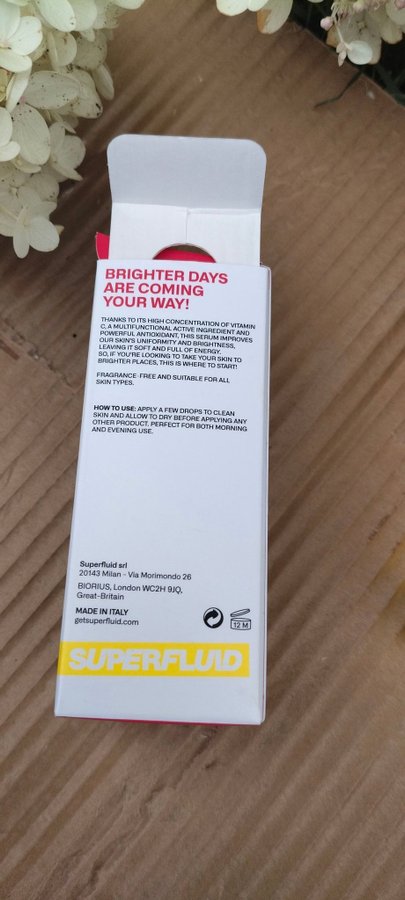 BRIGHTER DAYS
ARE COMING
YOUR WAY!
THANKS TO ITS HIGH CONCENTRATION OF VITAMIN
C, A MULTIFUNCTIONAL ACTIVE INGREDIENT AND
POWERFUL ANTIOXIDANT, THIS SERUM IMPROVES
OUR SKIN'S UNIFORMITY AND BRIGHTNESS,
LEAVING IT SOFT AND FULL OF ENERGY.
SO, IF YOU'RE LOOKING TO TAKE YOUR SKIN TO
BRIGHTER PLACES, THIS IS WHERE TO START!
FRAGRANCE-FREE AND SUITABLE FOR ALL
SKIN TYPES.
HOW TO USE: APPLY A FEW DROPS TO CLEAN
SKIN AND ALLOW TO DRY BEFORE APPLYING ANY
OTHER PRODUCT. PERFECT FOR BOTH MORNING
AND EVENING USE.
Superfluid srl
20143 Milan - Via Morimondo 26
BIORIUS, London WC2H 9JQ,
Great-Britain
MADE IN ITALY
getsuperfluid.com
12 M
SUPERFLUID